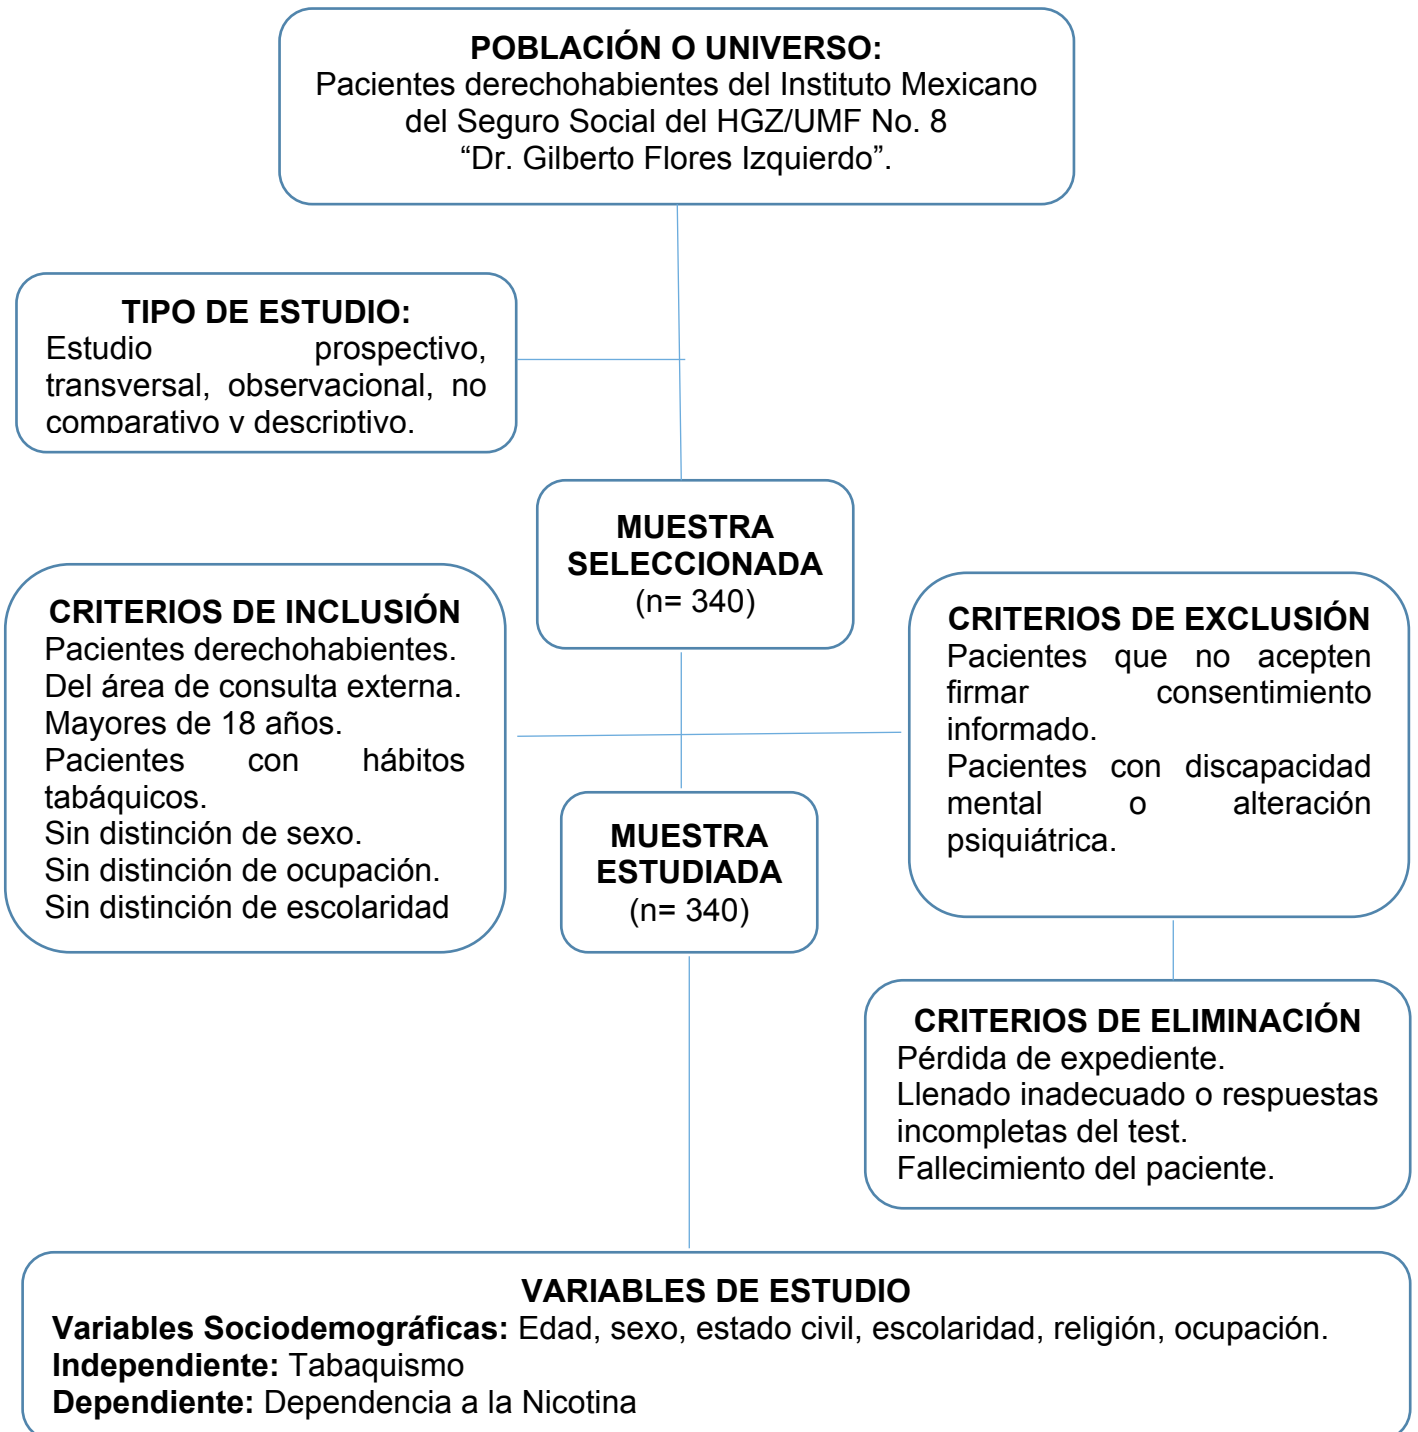 POBLACIÓN O UNIVERSO:
Pacientes derechohabientes del Instituto Mexicano
del Seguro Social del HGZ/UMF No. 8
“Dr. Gilberto Flores Izquierdo”.
TIPO DE ESTUDIO:
Estudio prospectivo,
transversal, observacional, no
comparativo y descriptivo.
MUESTRA
SELECCIONADA
(n= 340)
CRITERIOS DE INCLUSIÓN
Pacientes derechohabientes.
Del área de consulta externa.
Mayores de 18 años.
Pacientes con hábitos
tabáquicos.
Sin distinción de sexo.
Sin distinción de ocupación.
Sin distinción de escolaridad
CRITERIOS DE EXCLUSIÓN
Pacientes que no acepten
firmar consentimiento
informado.
Pacientes con discapacidad
mental o alteración
psiquiátrica.
MUESTRA
ESTUDIADA
(n= 340)
CRITERIOS DE ELIMINACIÓN
Pérdida de expediente.
Llenado inadecuado o respuestas
incompletas del test.
Fallecimiento del paciente.
VARIABLES DE ESTUDIO
Variables Sociodemográficas: Edad, sexo, estado civil, escolaridad, religión, ocupación.
Independiente: Tabaquismo
Dependiente: Dependencia a la Nicotina